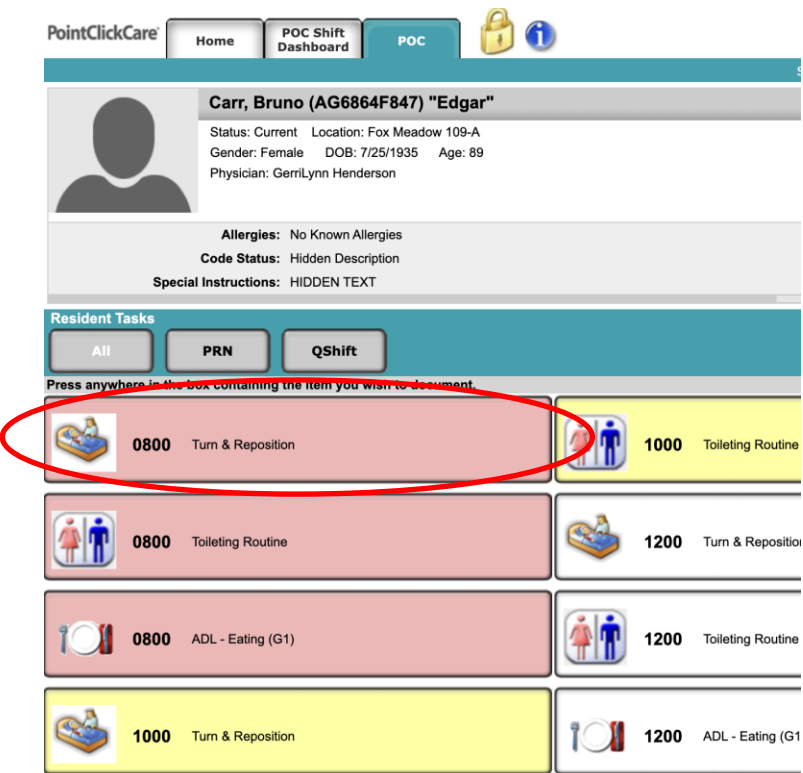 PointClickCare
Home
POC Shift
Dashboard
POC
Carr, Bruno (AG6864F847) "Edgar"
Status: Current Location: Fox Meadow 109-A
Gender: Female DOB: 7/25/1935 Age: 89
Physician: GerriLynn Henderson
Allergies: No Known Allergies
Code Status: Hidden Description
Special Instructions: HIDDEN TEXT
Resident Tasks
All
PRN
QShift
Press anywhere in the box containing the item you wish to document.
0800 Turn & Reposition
1000 Toileting Routine
0800 Toileting Routine
1200 Turn & Reposition
0800 ADL - Eating (G1)
1200 Toileting Routine
1000 Turn & Reposition
1200 ADL - Eating (G1